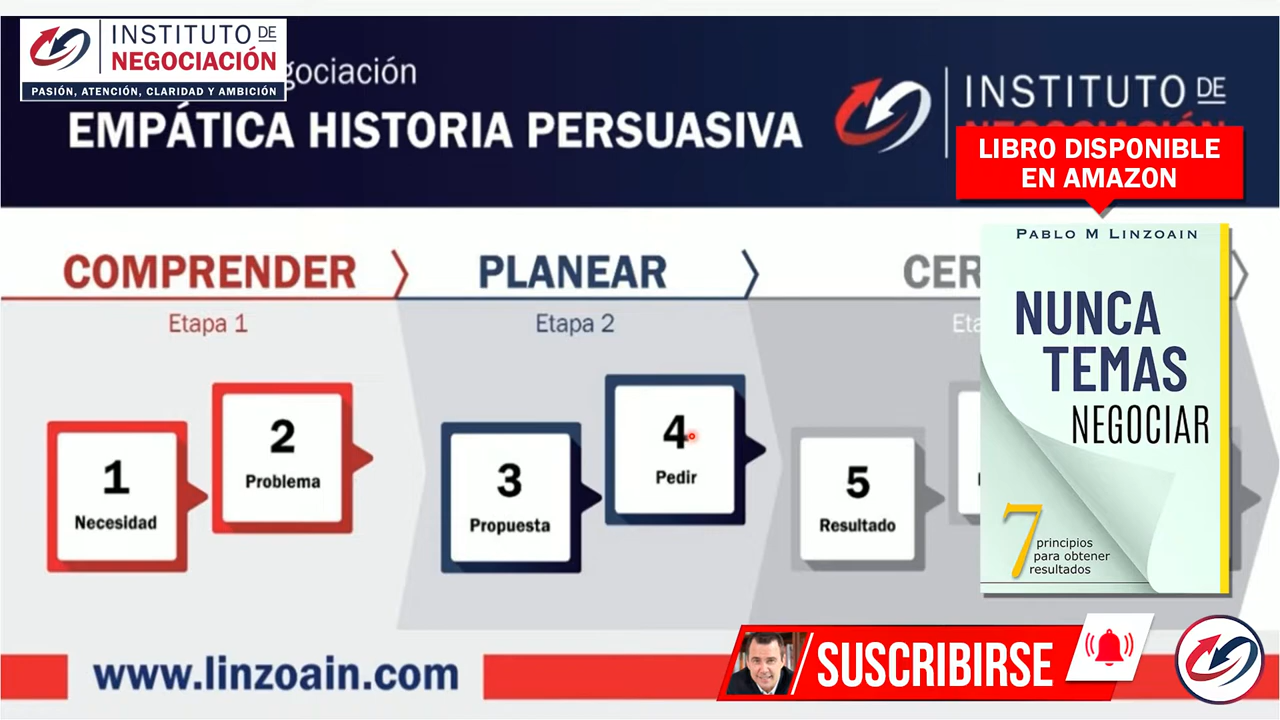 INSTITUTO DE
NEGOCIACIÓN
PASIÓN, ATENCIÓN, CLARIDAD Y AMBICIÓN
gociación
EMPÁTICA HISTORIA PERSUASIVA
INSTITUTO DE
LIBRO DISPONIBLE
EN AMAZON
PABLO M LINZOAIN
NUNCA
TEMAS
NEGOCIAR
7 principios
para obtener
resultados
COMPRENDER
Etapa 1
PLANEAR
Etapa 2
CER
Eta
1
Necesidad
2
Problema
3
Propuesta
4
Pedir
5
Resultado
www.linzoain.com
SUSCRIBIRSE